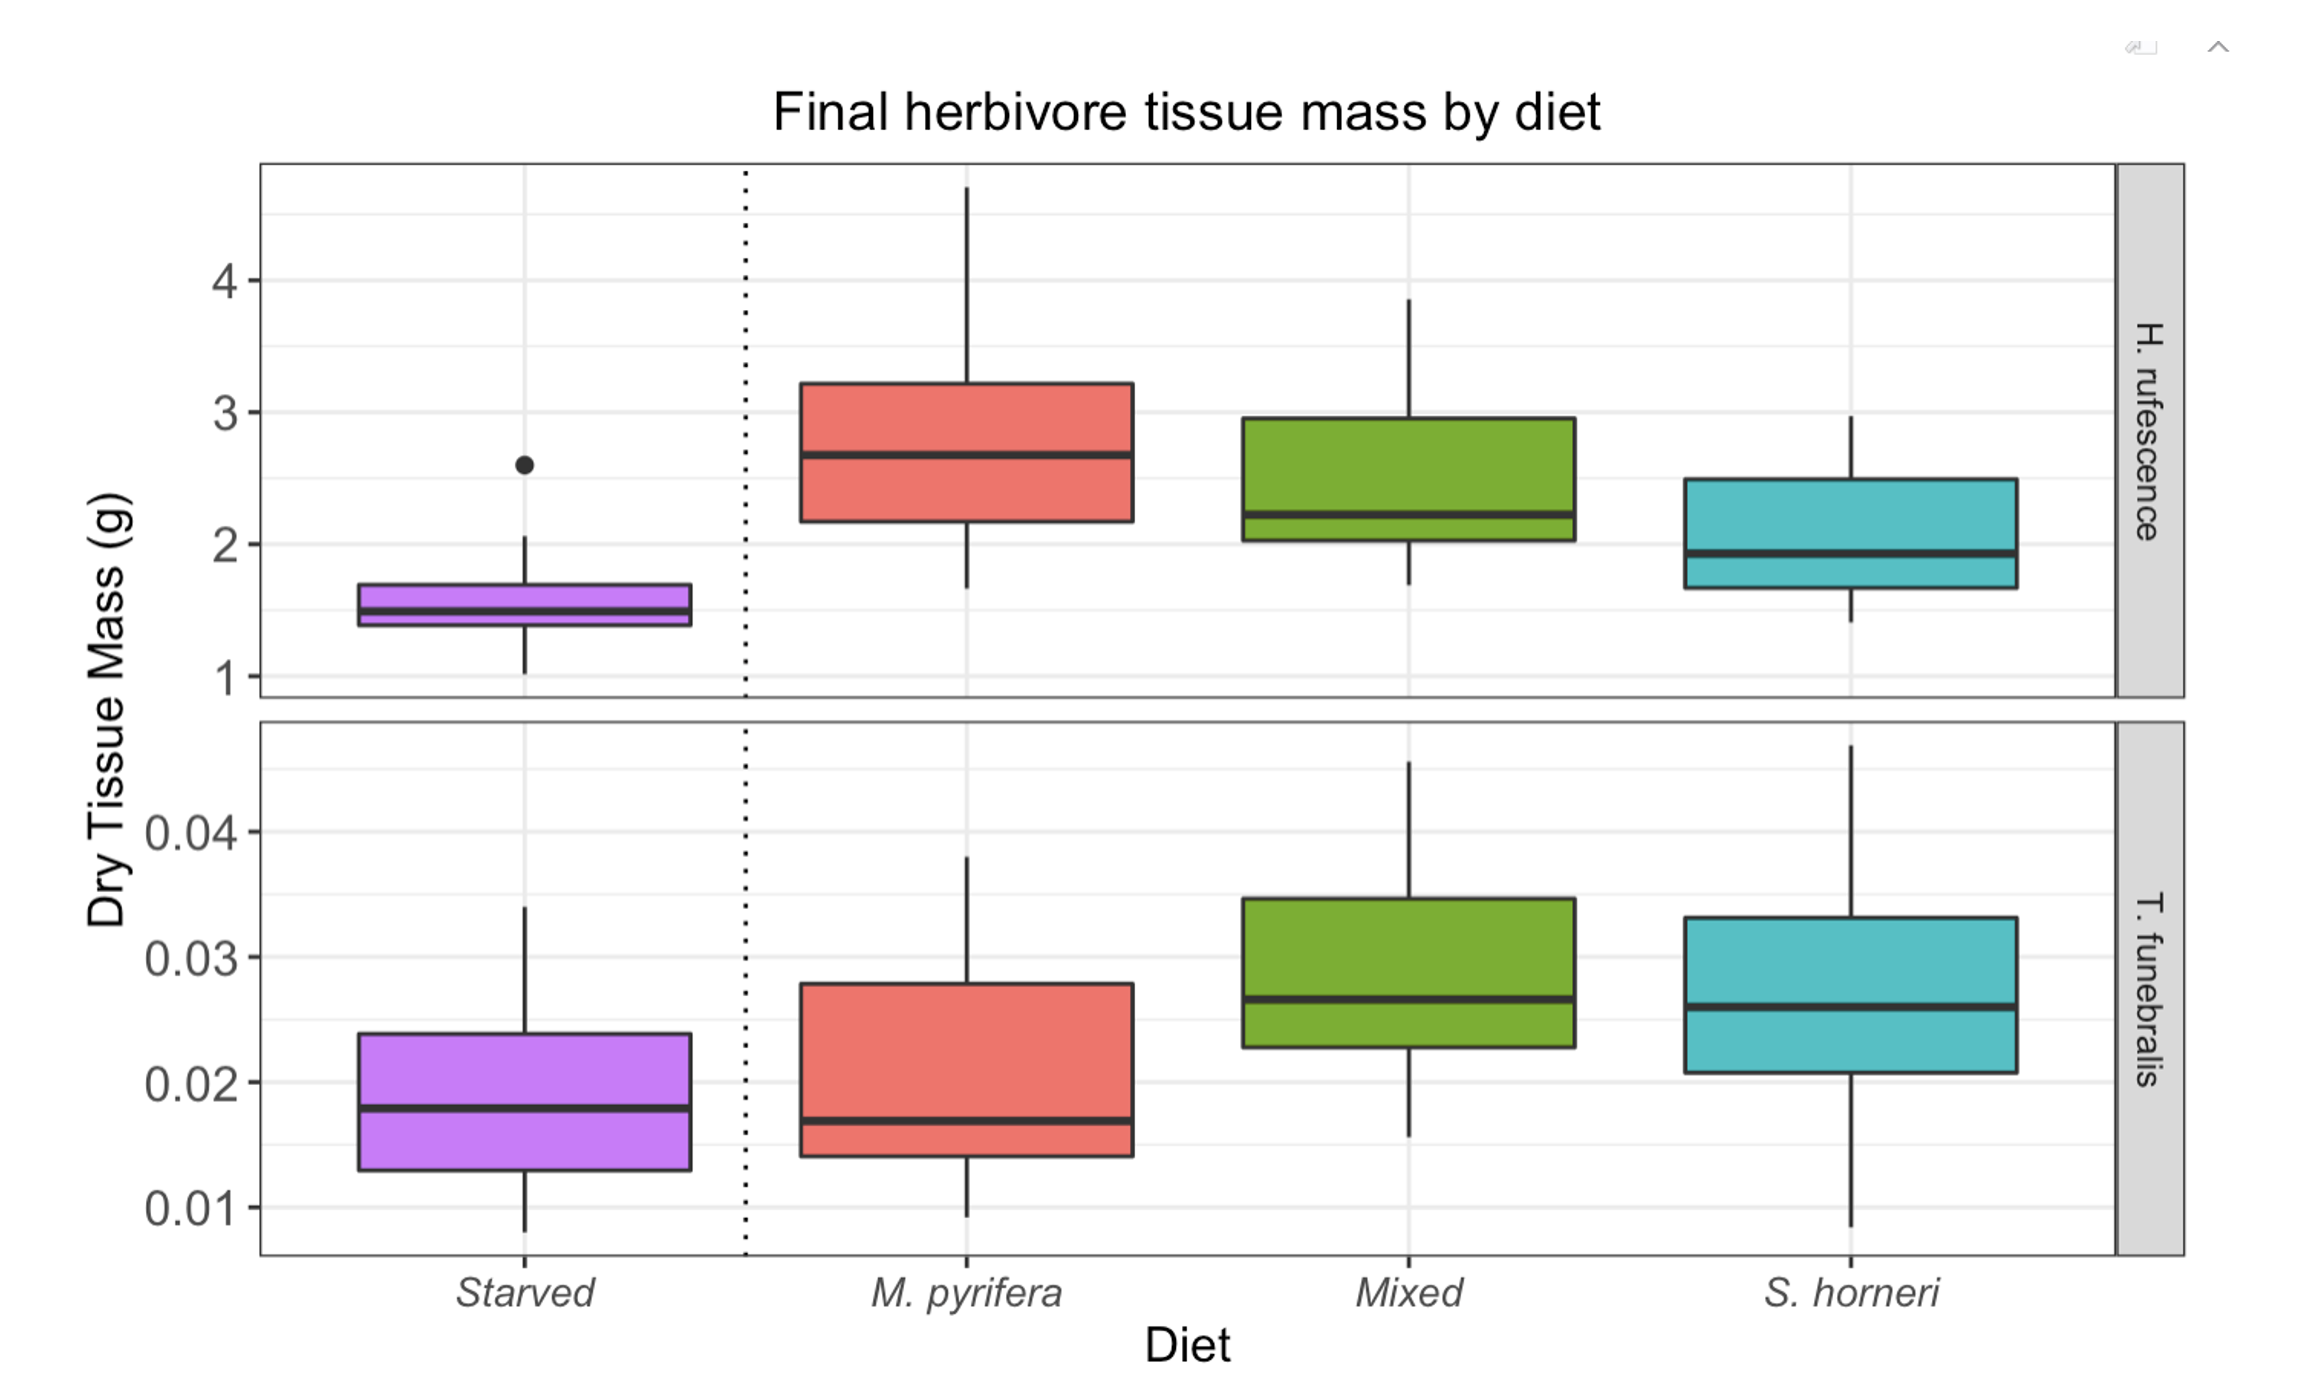 Final herbivore tissue mass by diet
Dry Tissue Mass (g)
4
3
2
1
H. rufescence
0.04
0.03
0.02
0.01
T. funebralis
Starved
M. pyrifera
Mixed
S. horneri
Diet